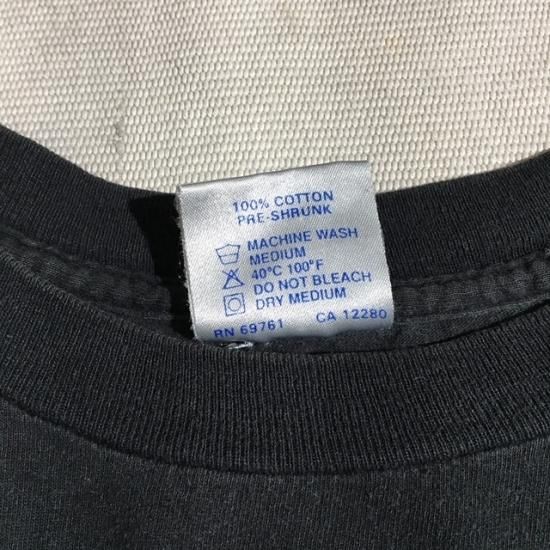 100% COTTON
PRE-SHRUNK
MACHINE WASH
MEDIUM
40°C 100°F
DO NOT BLEACH
DRY MEDIUM
RN 69761 CA 12280